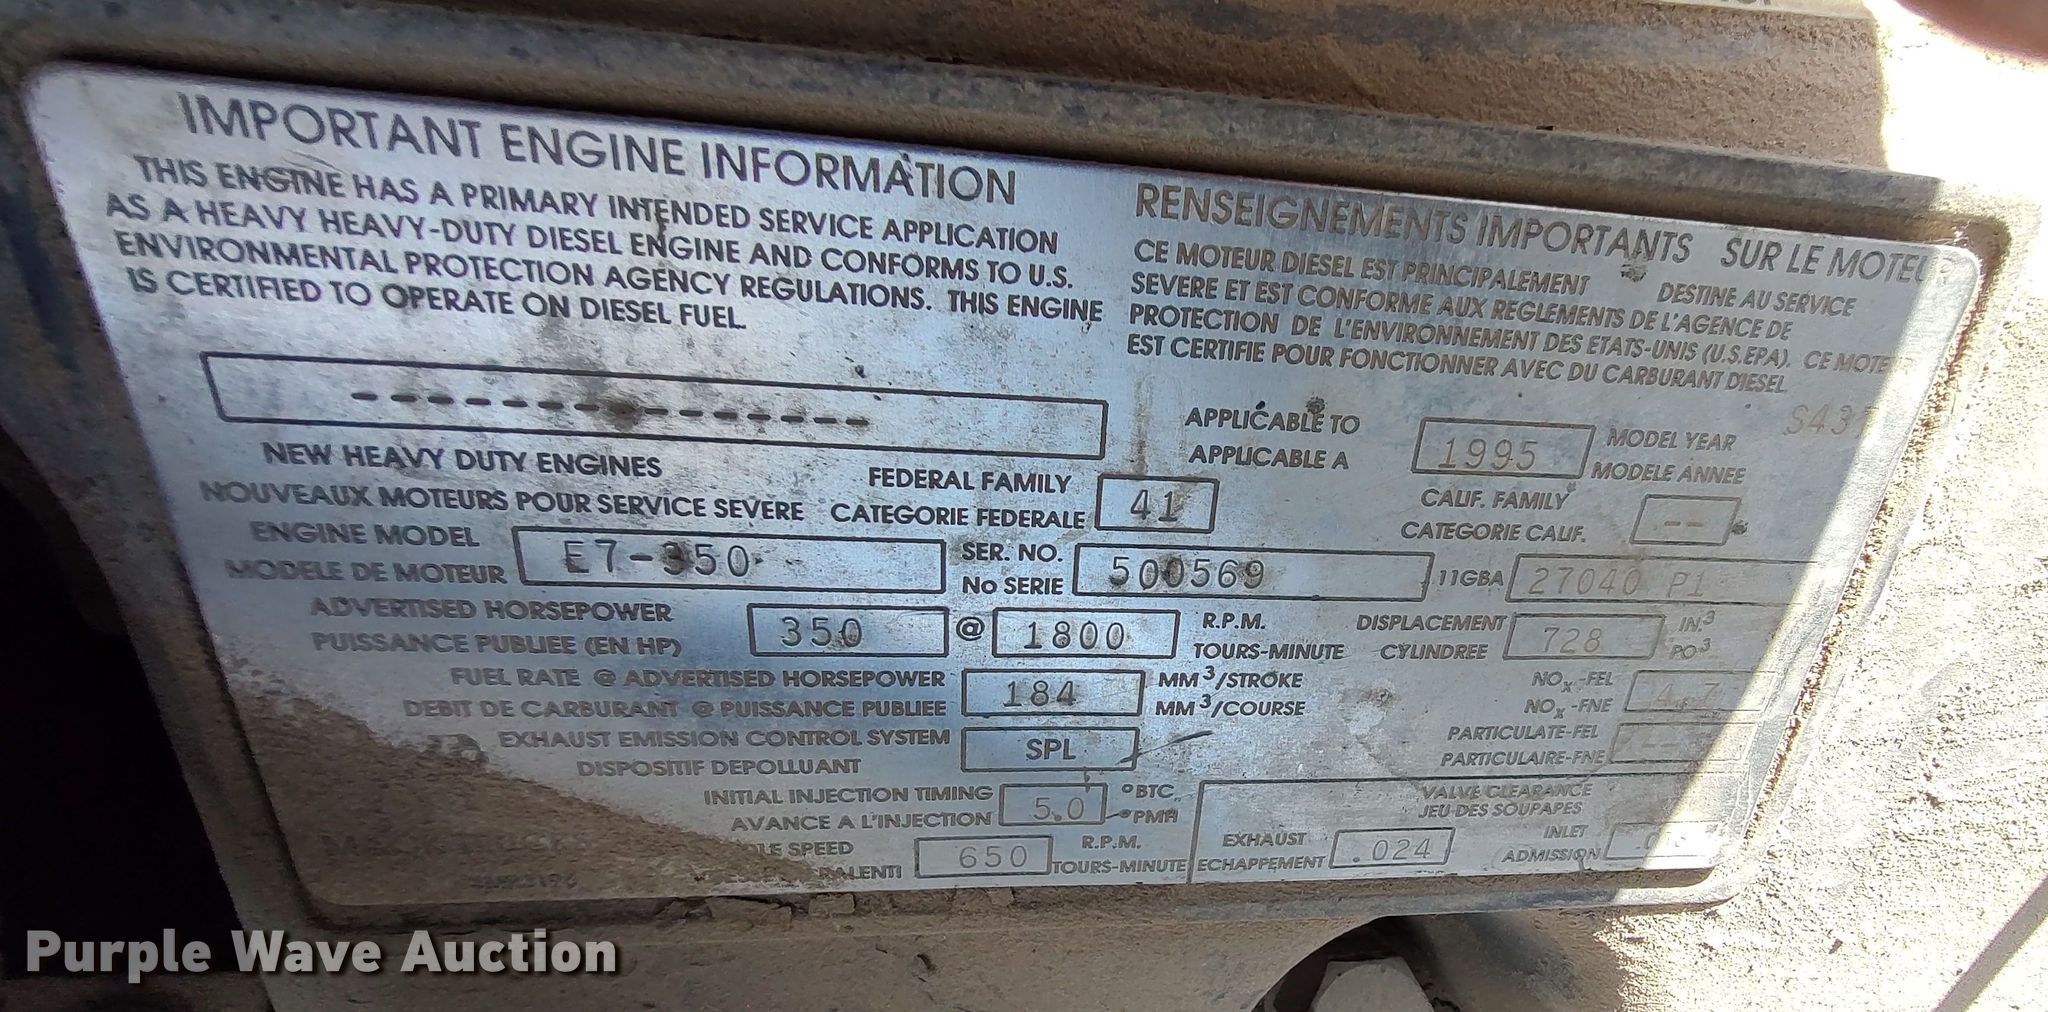 IMPORTANT ENGINE INFORMATION
THIS ENGINE HAS A PRIMARY INTENDED SERVICE APPLICATION
AS A HEAVY HEAVY-DUTY DIESEL ENGINE AND CONFORMS TO U.S.
ENVIRONMENTAL PROTECTION AGENCY REGULATIONS. THIS ENGINE
IS CERTIFIED TO OPERATE ON DIESEL FUEL.
RENSEIGNEMENTS IMPORTANTS SUR LE
CE MOTEUR DIESEL EST PRINCIPALEMENT DESTINE AU SERVICE
SEVERE ET EST CONFORME AUX REGLEMENTS DE L'AGENCE DE
PROTECTION DE L'ENVIRONNEMENT DES ETATS-UNIS (U.S.EPA). CE
EST CERTIFIE POUR FONCTIONNER AVEC DU CARBURANT DIESEL
---------------
NEW HEAVY DUTY ENGINES
NOUVEAUX MOTEURS POUR SERVICE SEVERE
FEDERAL FAMILY
CATEGORIE FEDERALE 41
APPLICABLE TO
APPLICABLE A 1995
MODEL YEAR
MODELE ANNEE
CALIF. FAMILY
CATEGORIE CALIF. --
ENGINE MODEL
MODELE DE MOTEUR E7-350
SER. NO.
No SERIE 500569
11GBA 27040 P1
ADVERTISED HORSEPOWER
PUISSANCE PUBLIEE (EN HP) 350 @ 1800
R.P.M.
TOURS-MINUTE
DISPLACEMENT
CYLINDREE 728
IN.3
PO3
FUEL RATE @ ADVERTISED HORSEPOWER
DEBIT DE CARBURANT @ PUISSANCE PUBLIEE 184
MM3/STROKE
MM3/COURSE
NOx-FEL
NOx-FNE 4.7
EXHAUST EMISSION CONTROL SYSTEM
DISPOSITIF DEPOLLUANT SPL
PARTICULATE-FEL
PARTICULAIRE-FNE --
INITIAL INJECTION TIMING
AVANCE A L'INJECTION 5.0
°BTC
°PMH
VALVE CLEARANCE
JEU DES SOUPAPES
SPEED
650
R.P.M.
TOURS-MINUTE
EXHAUST
ECHAPPEMENT .024
INLET
ADMISSION
Purple Wave Auction